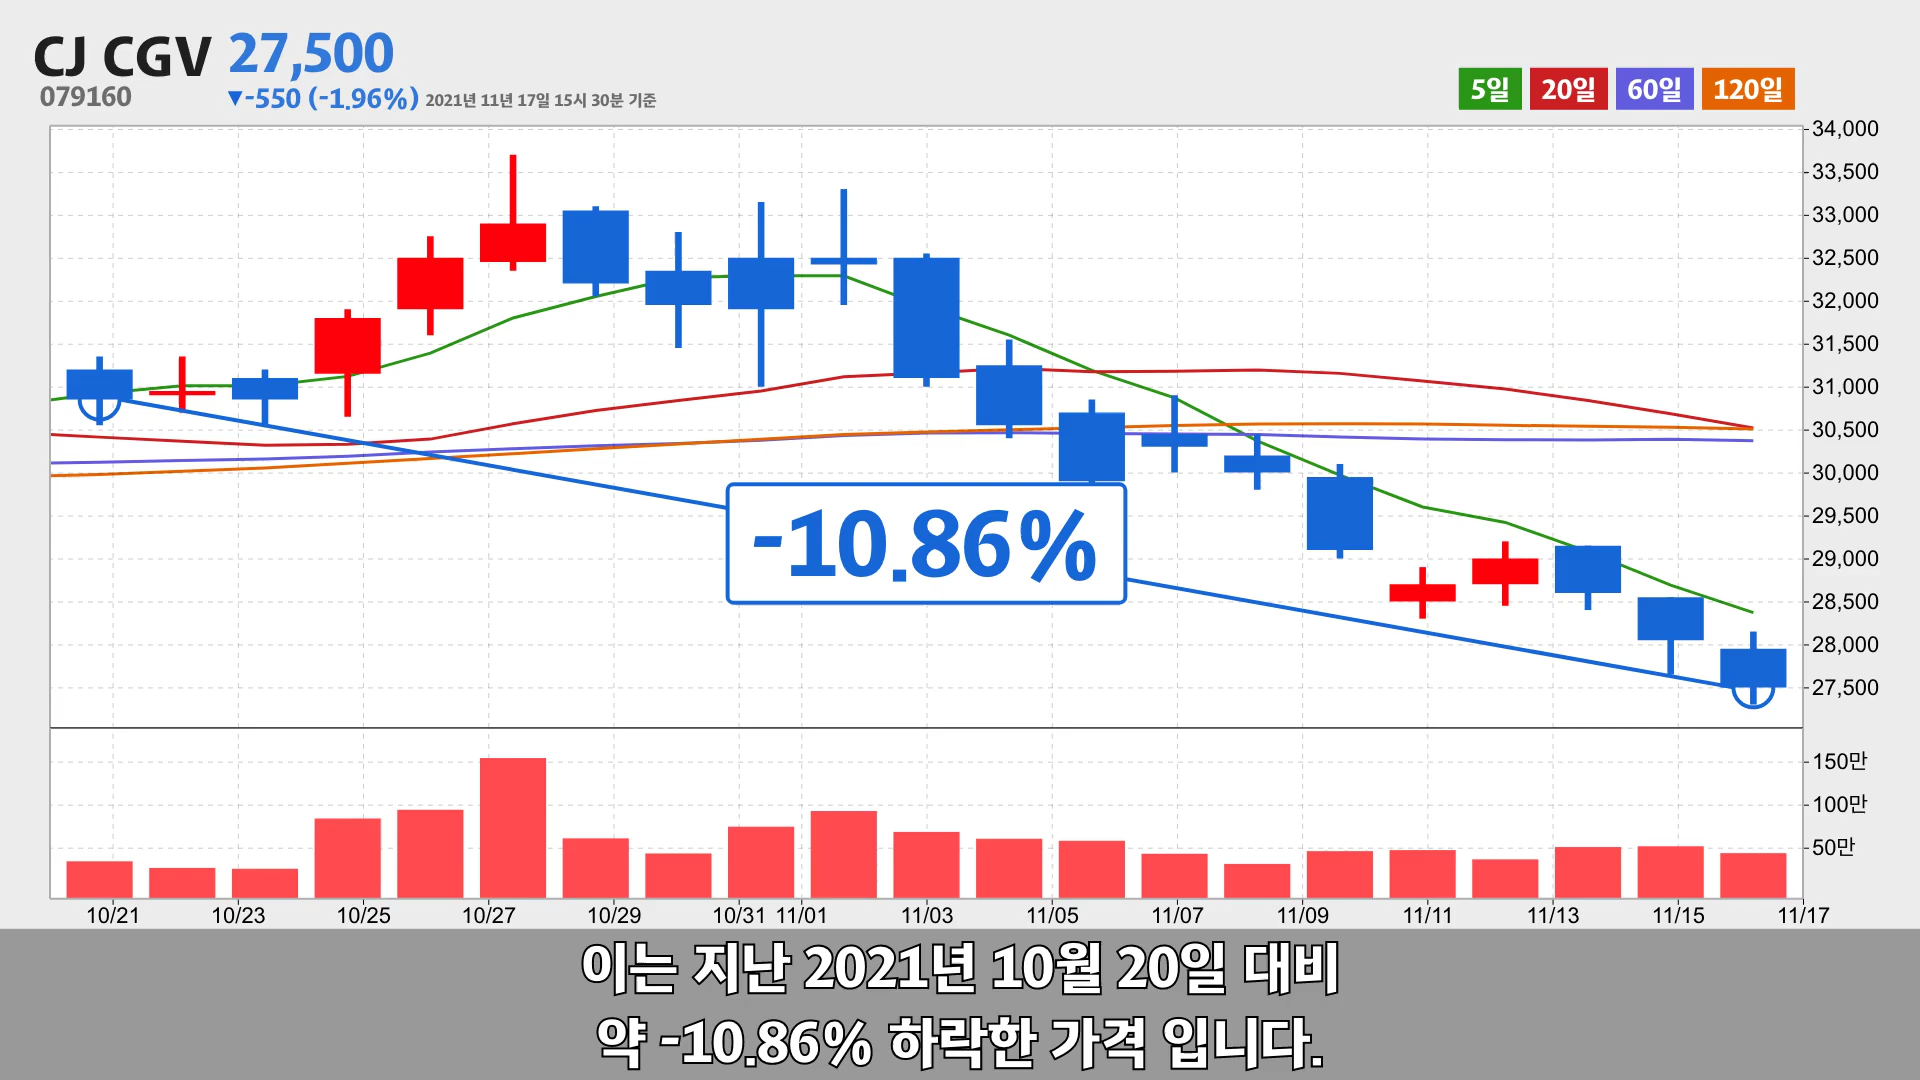 CJ CGV 27,500
079160 ▼-550 (-1.96%) 2021년 11년 17일 15시 30분 기준
5일 20일 60일 120일
34,000
33,500
33,000
32,500
32,000
31,500
31,000
30,500
30,000
29,500
29,000
28,500
28,000
27,500
-10.86%
150만
100만
50만
10/21 10/23 10/25 10/27 10/29 10/31 11/01 11/03 11/05 11/07 11/09 11/11 11/13 11/15 11/17
이는 지난 2021년 10월 20일 대비
약 -10.86% 하락한 가격 입니다.